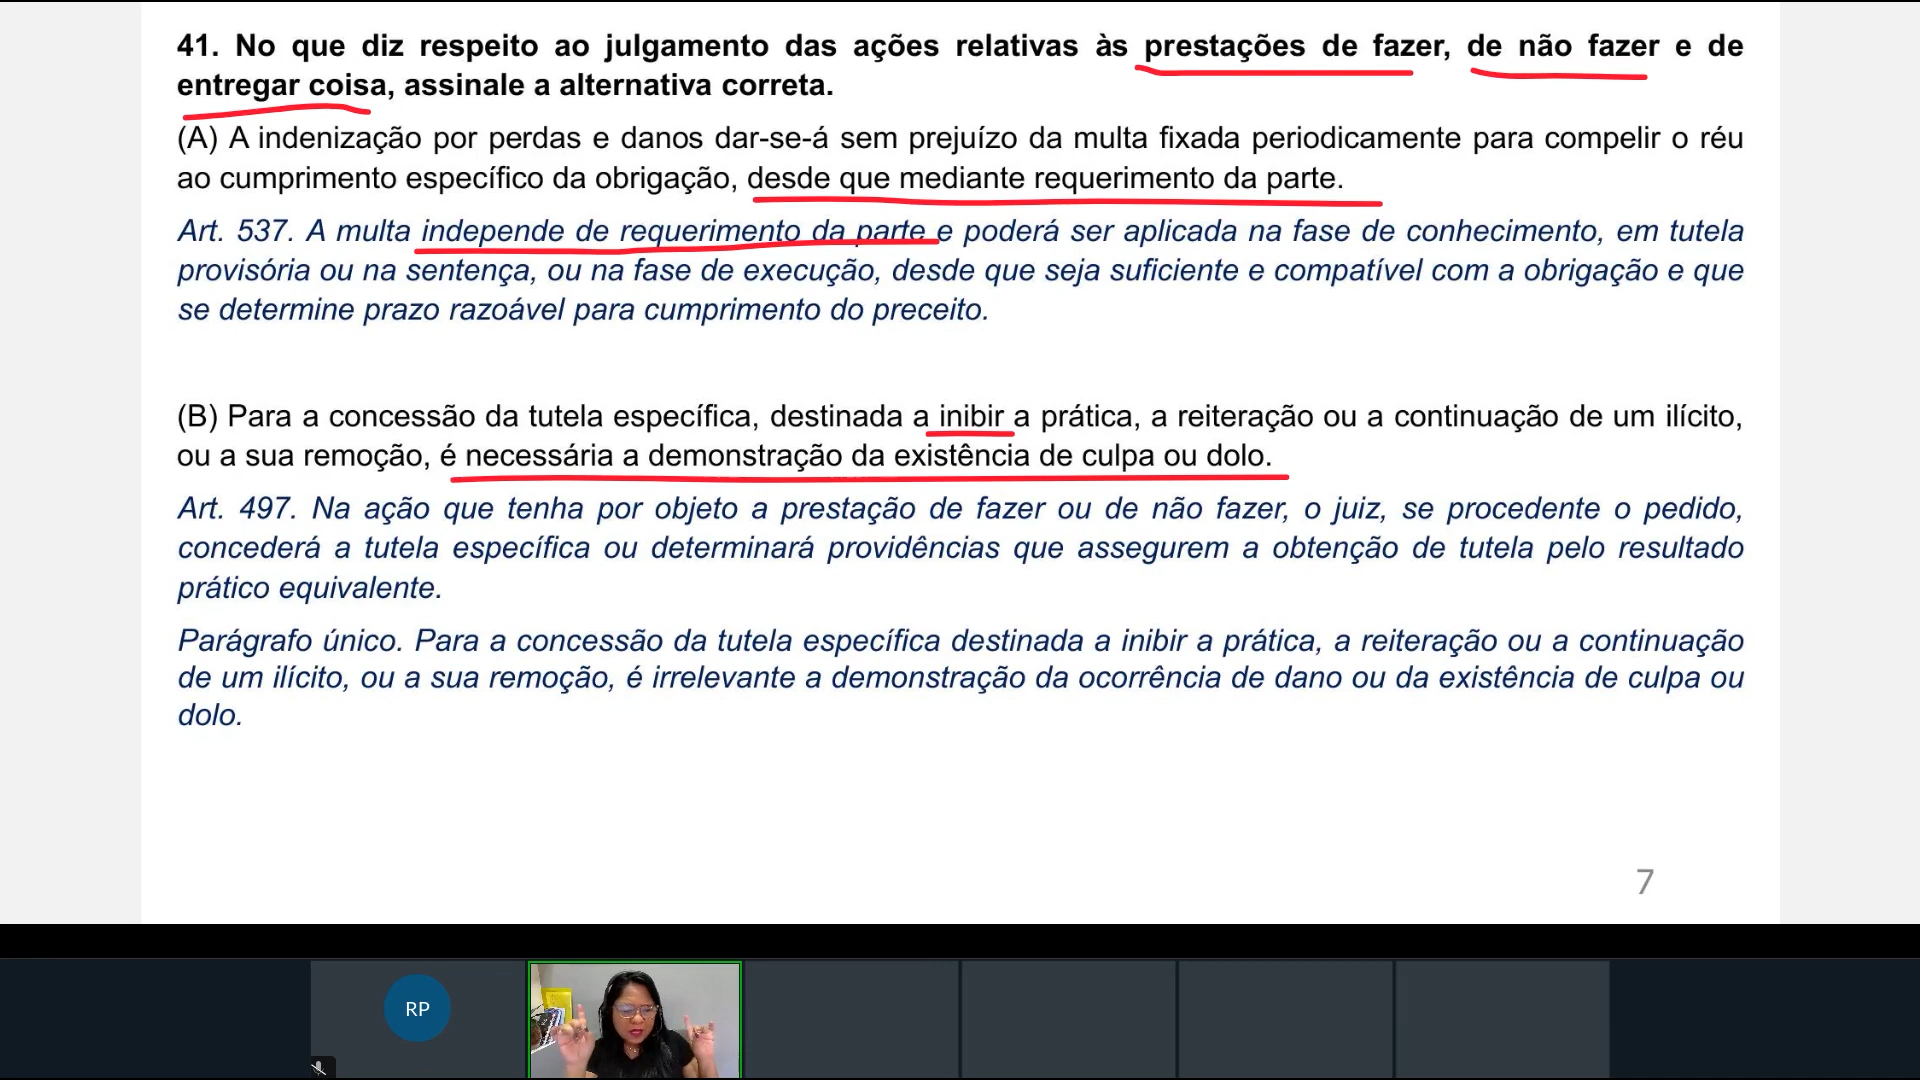 41. No que diz respeito ao julgamento das ações relativas às prestações de fazer, de não fazer e de
entregar coisa, assinale a alternativa correta.
(A) A indenização por perdas e danos dar-se-á sem prejuízo da multa fixada periodicamente para compelir o réu
ao cumprimento específico da obrigação, desde que mediante requerimento da parte.
Art. 537. A multa independe de requerimento da parte e poderá ser aplicada na fase de conhecimento, em tutela
provisória ou na sentença, ou na fase de execução, desde que seja suficiente e compatível com a obrigação e que
se determine prazo razoável para cumprimento do preceito.
(B) Para a concessão da tutela específica, destinada a inibir a prática, a reiteração ou a continuação de um ilícito,
ou a sua remoção, é necessária a demonstração da existência de culpa ou dolo.
Art. 497. Na ação que tenha por objeto a prestação de fazer ou de não fazer, o juiz, se procedente o pedido,
concederá a tutela específica ou determinará providências que assegurem a obtenção de tutela pelo resultado
prático equivalente.
Parágrafo único. Para a concessão da tutela específica destinada a inibir a prática, a reiteração ou a continuação
de um ilícito, ou a sua remoção, é irrelevante a demonstração da ocorrência de dano ou da existência de culpa ou
dolo.
7
RP